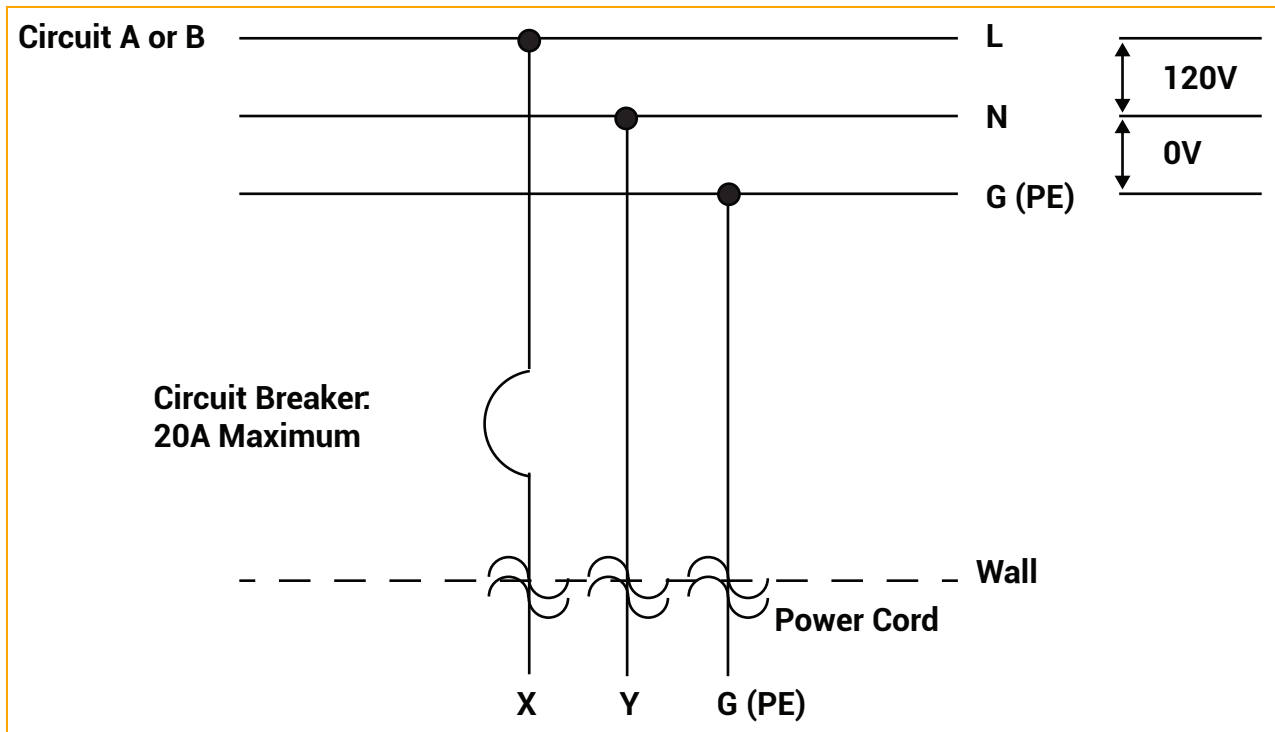 Circuit A or B
L
120V
N
0V
G (PE)
Circuit Breaker:
20A Maximum
Wall
Power Cord
X
Y
G (PE)